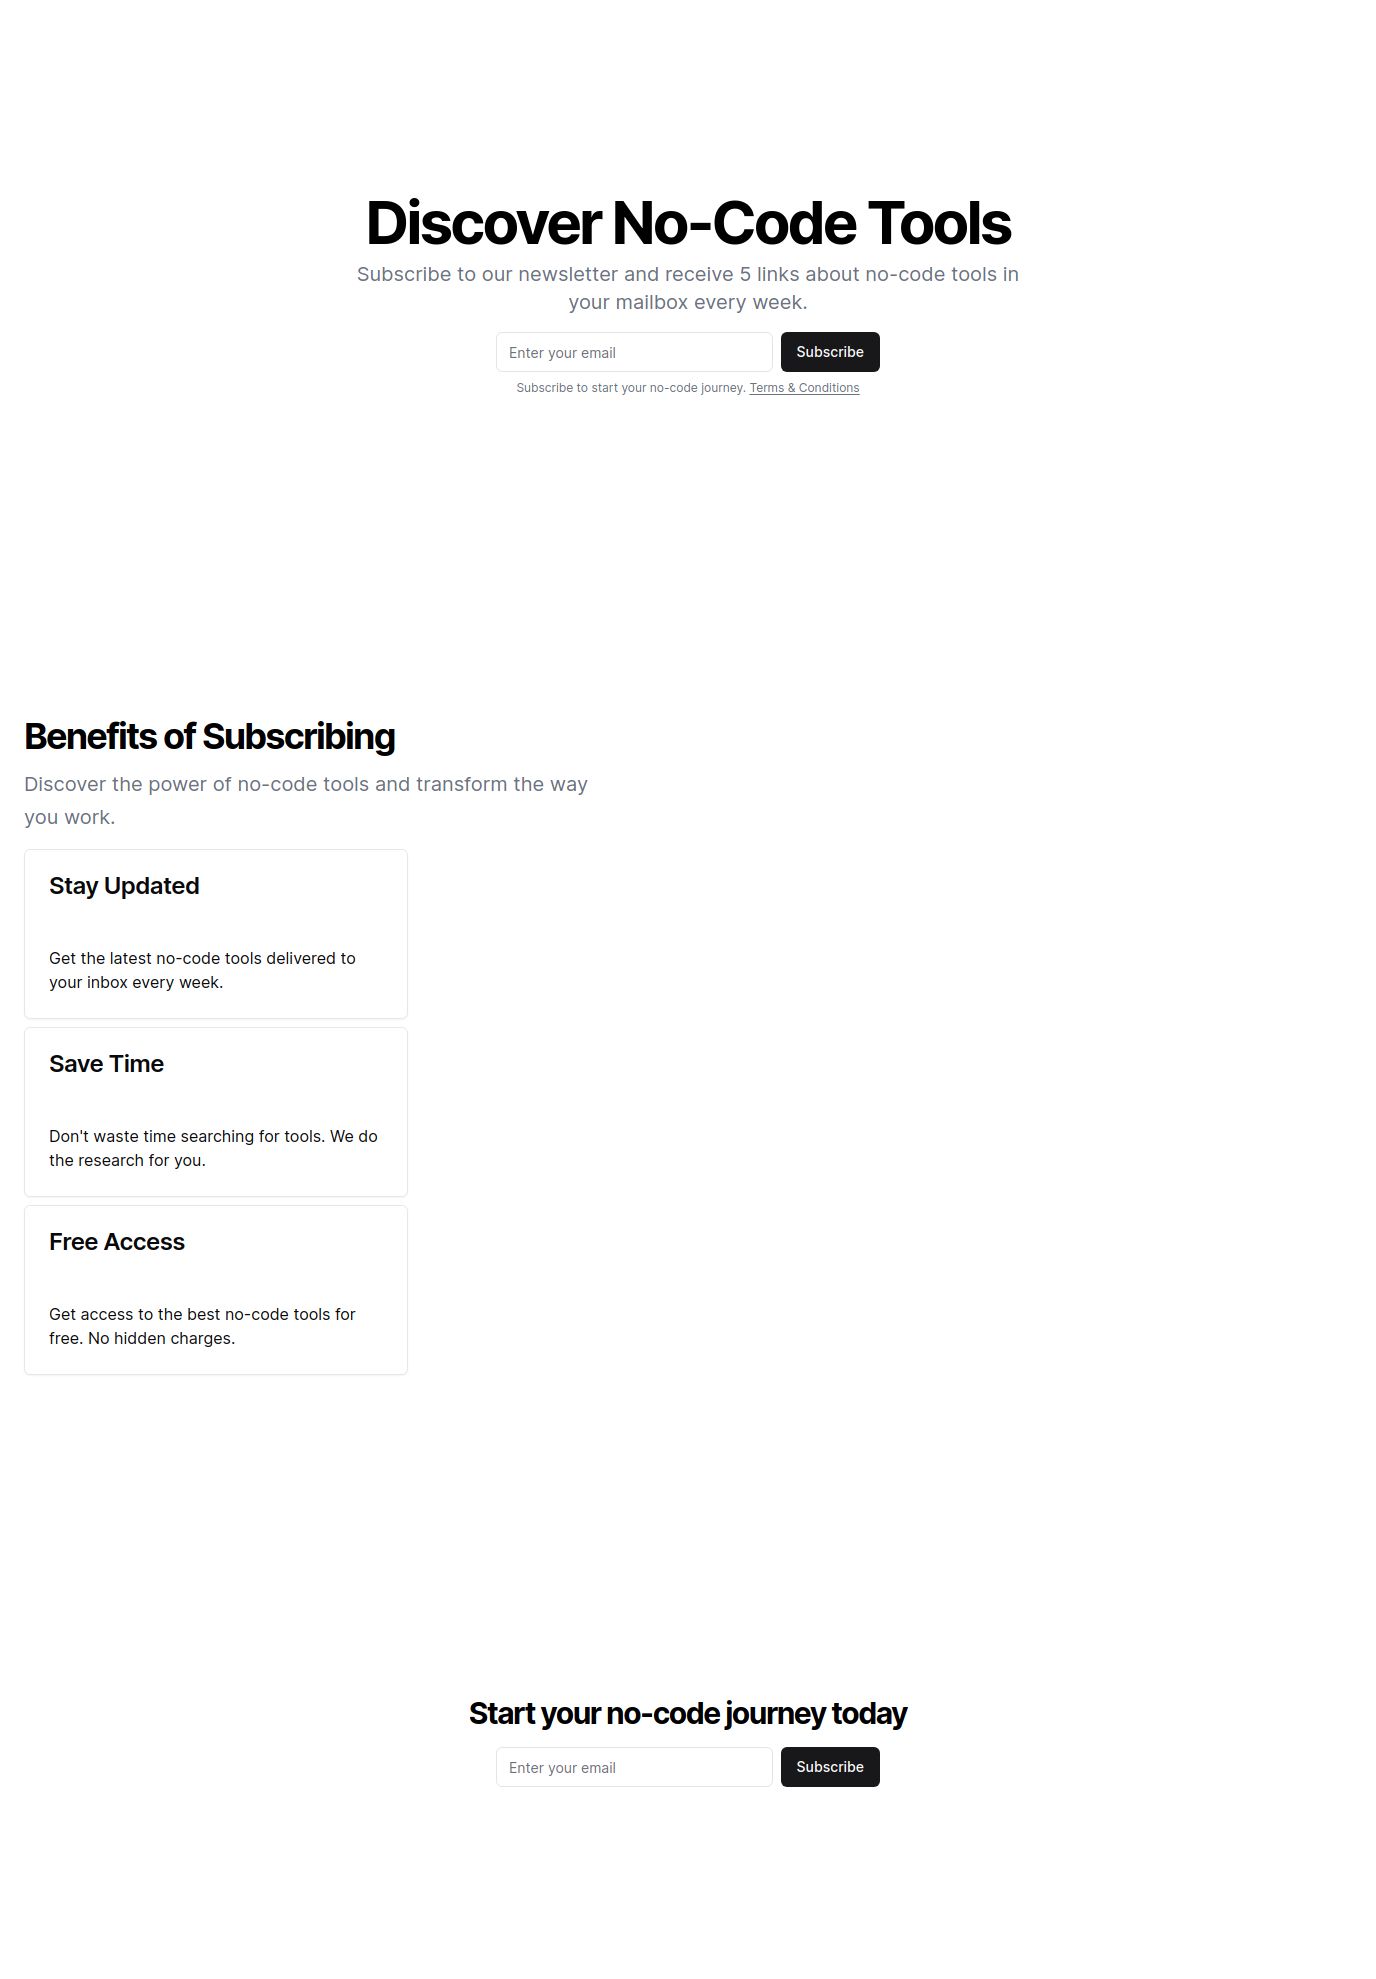 Discover No-Code Tools
Subscribe to our newsletter and receive 5 links about no-code tools in
your mailbox every week.
Enter your email
Subscribe
Subscribe to start your no-code journey. Terms & Conditions
Benefits of Subscribing
Discover the power of no-code tools and transform the way
you work.
Stay Updated
Get the latest no-code tools delivered to
your inbox every week.
Save Time
Don't waste time searching for tools. We do
the research for you.
Free Access
Get access to the best no-code tools for
free. No hidden charges.
Start your no-code journey today
Enter your email
Subscribe